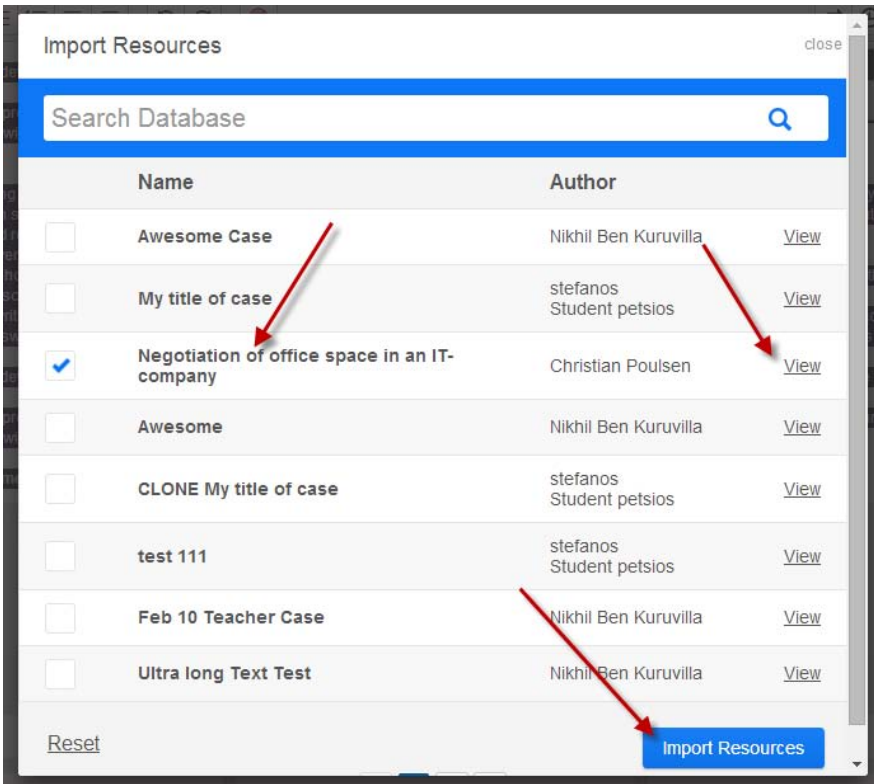 Import Resources
close
Search Database
Name Author
Awesome Case Nikhil Ben Kuruvilla View
My title of case stefanos
Student petsios View
Negotiation of office space in an IT-
company Christian Poulsen View
Awesome Nikhil Ben Kuruvilla View
CLONE My title of case stefanos
Student petsios View
test 111 stefanos
Student petsios View
Feb 10 Teacher Case Nikhil Ben Kuruvilla View
Ultra long Text Test Nikhil Ben Kuruvilla View
Reset Import Resources